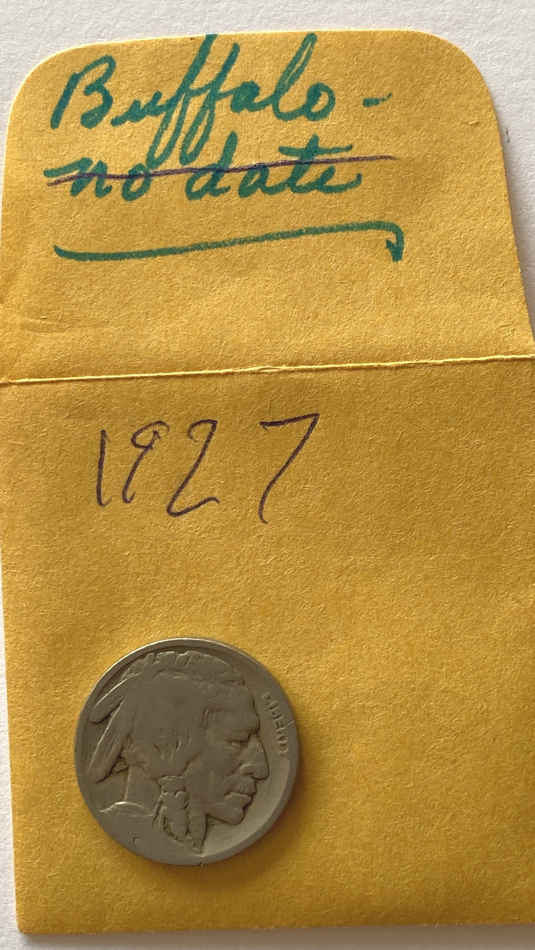 Buffalo -
no date
1927
LIBERTY